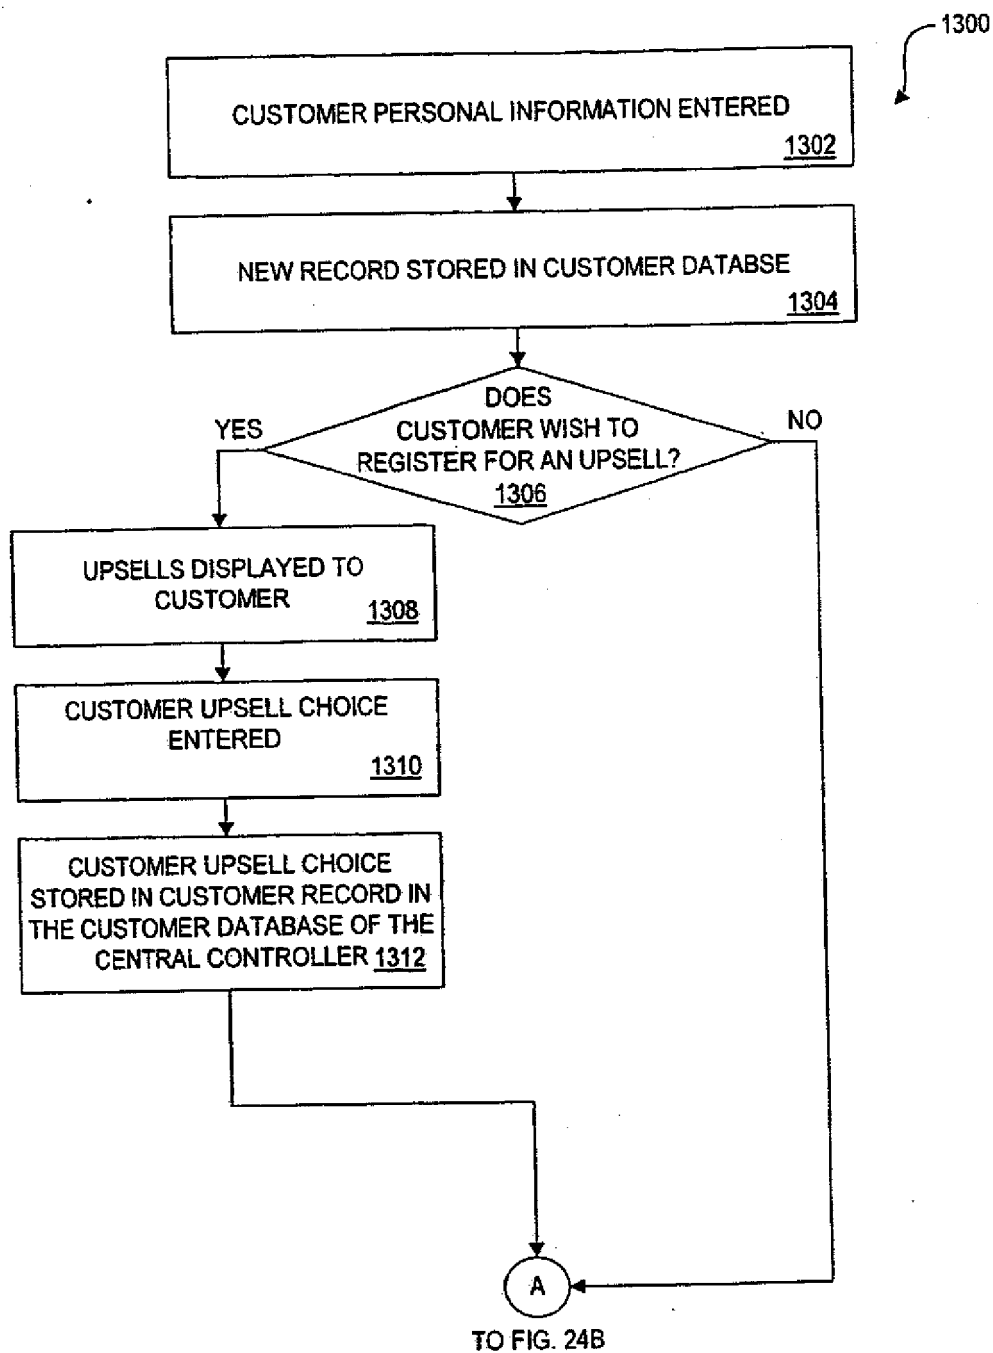 1300
CUSTOMER PERSONAL INFORMATION ENTERED
1302
NEW RECORD STORED IN CUSTOMER DATABSE
1304
DOES
CUSTOMER WISH TO
REGISTER FOR AN UPSELL?
1306
YES
NO
UPSELLS DISPLAYED TO
CUSTOMER
1308
CUSTOMER UPSELL CHOICE
ENTERED
1310
CUSTOMER UPSELL CHOICE
STORED IN CUSTOMER RECORD IN
THE CUSTOMER DATABASE OF THE
CENTRAL CONTROLLER 1312
A
TO FIG. 24B